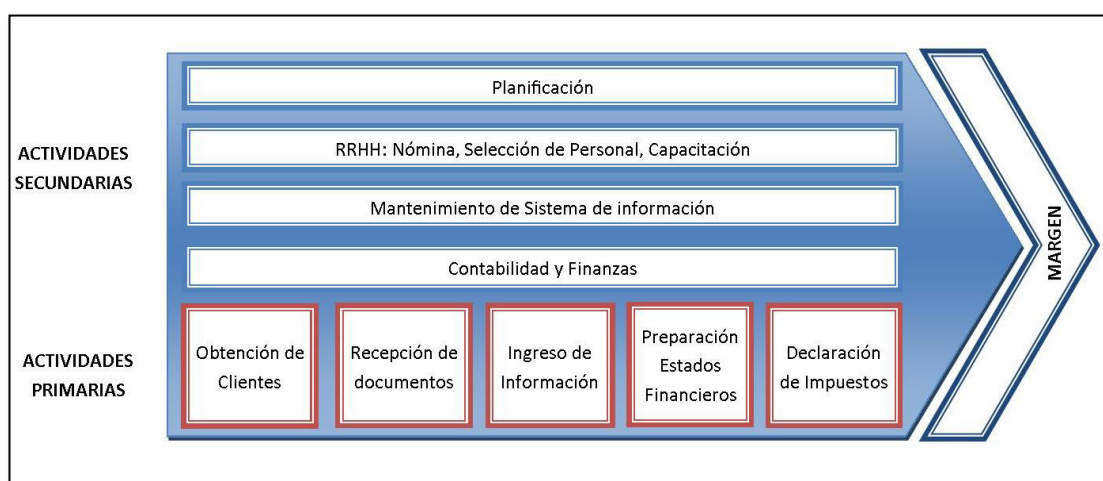 ACTIVIDADES
SECUNDARIAS
Planificación
RRHH: Nómina, Selección de Personal, Capacitación
Mantenimiento de Sistema de información
Contabilidad y Finanzas
ACTIVIDADES
PRIMARIAS
Obtención de
Clientes
Recepción de
documentos
Ingreso de
Información
Preparación
Estados
Financieros
Declaración
de Impuestos
MARGEN